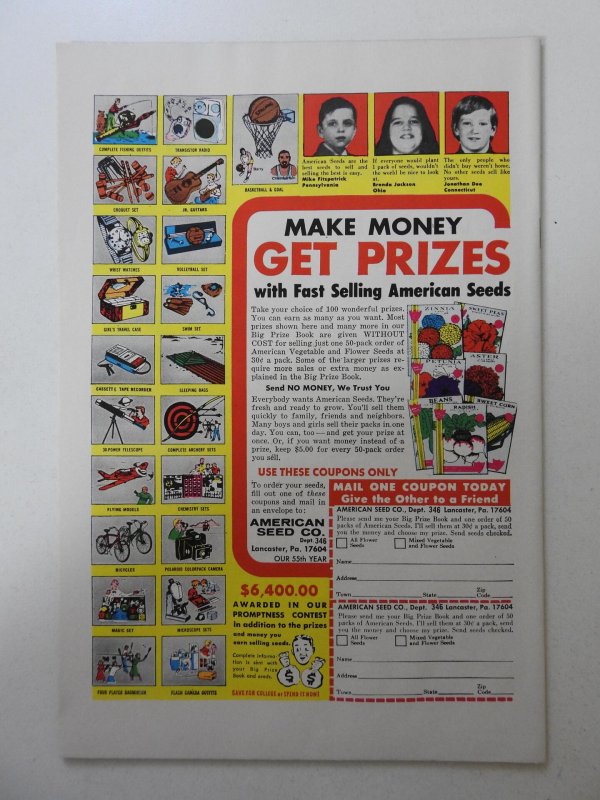 COMPLETE FISHING OUTFITS
TRANSISTOR RADIO
CROQUET SET
JR. GUITARS
WRIST WATCHES
VOLLEYBALL SET
GIRL'S TRAVEL CASE
SWIM SET
CASSETTE TAPE RECORDER
SLEEPING BAGS
30-POWER TELESCOPE
COMPLETE ARCHERY SETS
FLYING MODELS
CHEMISTRY SETS
BICYCLES
POLAROID COLORPACK CAMERA
MAGIC SET
MICROSCOPE SETS
FOUR PLAYER BADMINTON
FLASH CAMERA OUTFITS
BASKETBALL & GOAL
American Seeds are the
best seeds to sell and
selling the best is easy.
Mike Fitzpatrick
Pennsylvania
If everyone would plant
1 pack of seeds, wouldn't
the world be nice to look
at.
Brenda Jackson
Ohio
The only people who
didn't buy weren't home.
No other seeds sell like
yours.
Jonathan Doe
Connecticut
MAKE MONEY
GET PRIZES
with Fast Selling American Seeds
Take your choice of 100 wonderful prizes.
You can earn as many as you want. Most
prizes shown here and many more in our
Big Prize Book are given WITHOUT
COST for selling just one 50-pack order of
American Vegetable and Flower Seeds at
30¢ a pack. Some of the larger prizes re-
quire more sales or extra money as ex-
plained in the Big Prize Book.
Send NO MONEY, We Trust You
Everybody wants American Seeds. They're
fresh and ready to grow. You'll sell them
quickly to family, friends and neighbors.
Many boys and girls sell their packs in one
day. You can, too — and get your prize at
once. Or, if you want money instead of a
prize, keep $5.00 for every 50-pack order
you sell.
ZINNIA
SWEET PEAS
PETUNIA
ASTER
BEANS
RADISH
SWEET CORN
USE THESE COUPONS ONLY
To order your seeds,
fill out one of these
coupons and mail in
an envelope to:
AMERICAN
SEED CO.
Dept 346
Lancaster, Pa. 17604
OUR 55th YEAR
$6,400.00
AWARDED IN OUR
PROMPTNESS CONTEST
in addition to the prizes
and money you
earn selling seeds.
Complete informa-
tion is sent with
your Big Prize
Book and seeds.
SAVE FOR COLLEGE or SPEND IT NOW!
MAIL ONE COUPON TODAY
Give the Other to a Friend
AMERICAN SEED CO., Dept. 346 Lancaster, Pa. 17604
Please send me your Big Prize Book and one order of 50
packs of American Seeds. I'll sell them at 30¢ a pack, send
you the money and choose my prize. Send seeds checked.
All Flower
Seeds
Mixed Vegetable
and Flower Seeds
Name
Address
Town State Zip Code
AMERICAN SEED CO., Dept. 346 Lancaster, Pa. 17604
Please send me your Big Prize Book and one order of 50
packs of American Seeds. I'll sell them at 30¢ a pack, send
you the money and choose my prize. Send seeds checked.
All Flower
Seeds
Mixed Vegetable
and Flower Seeds
Name
Address
Town State Zip Code